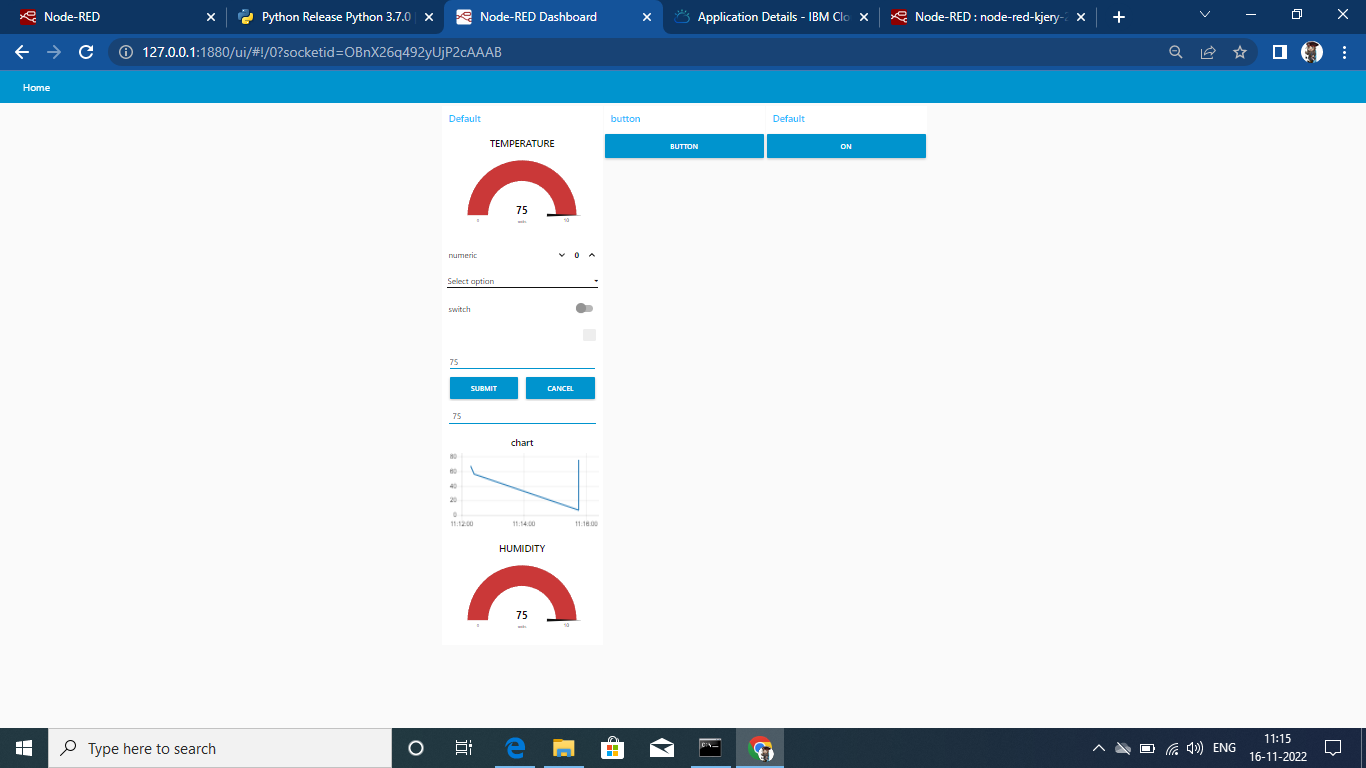 Node-RED
Python Release Python 3.7.0
Node-RED Dashboard
Application Details - IBM Clo
Node-RED : node-red-kjery-2
127.0.0.1:1880/ui/#!/0?socketid=OBnX26q492yUjP2cAAAB
Home
Default
TEMPERATURE
75
units
0
10
numeric
0
Select option
switch
75
SUBMIT
CANCEL
75
chart
80
60
40
20
0
11:12:00
11:14:00
11:16:00
HUMIDITY
75
units
0
10
button
BUTTON
Default
ON
Type here to search
ENG
11:15
16-11-2022